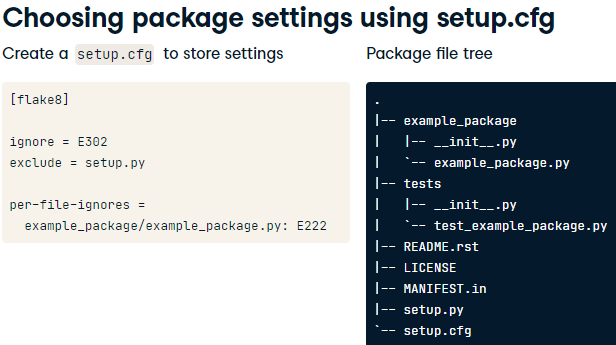 Choosing package settings using setup.cfg
Create a setup.cfg to store settings
[flake8]
ignore = E302
exclude = setup.py
per-file-ignores =
  example_package/example_package.py: E222
Package file tree
.
|-- example_package
|   |-- __init__.py
|   `-- example_package.py
|-- tests
|   |-- __init__.py
|   `-- test_example_package.py
|-- README.rst
|-- LICENSE
|-- MANIFEST.in
|-- setup.py
`-- setup.cfg